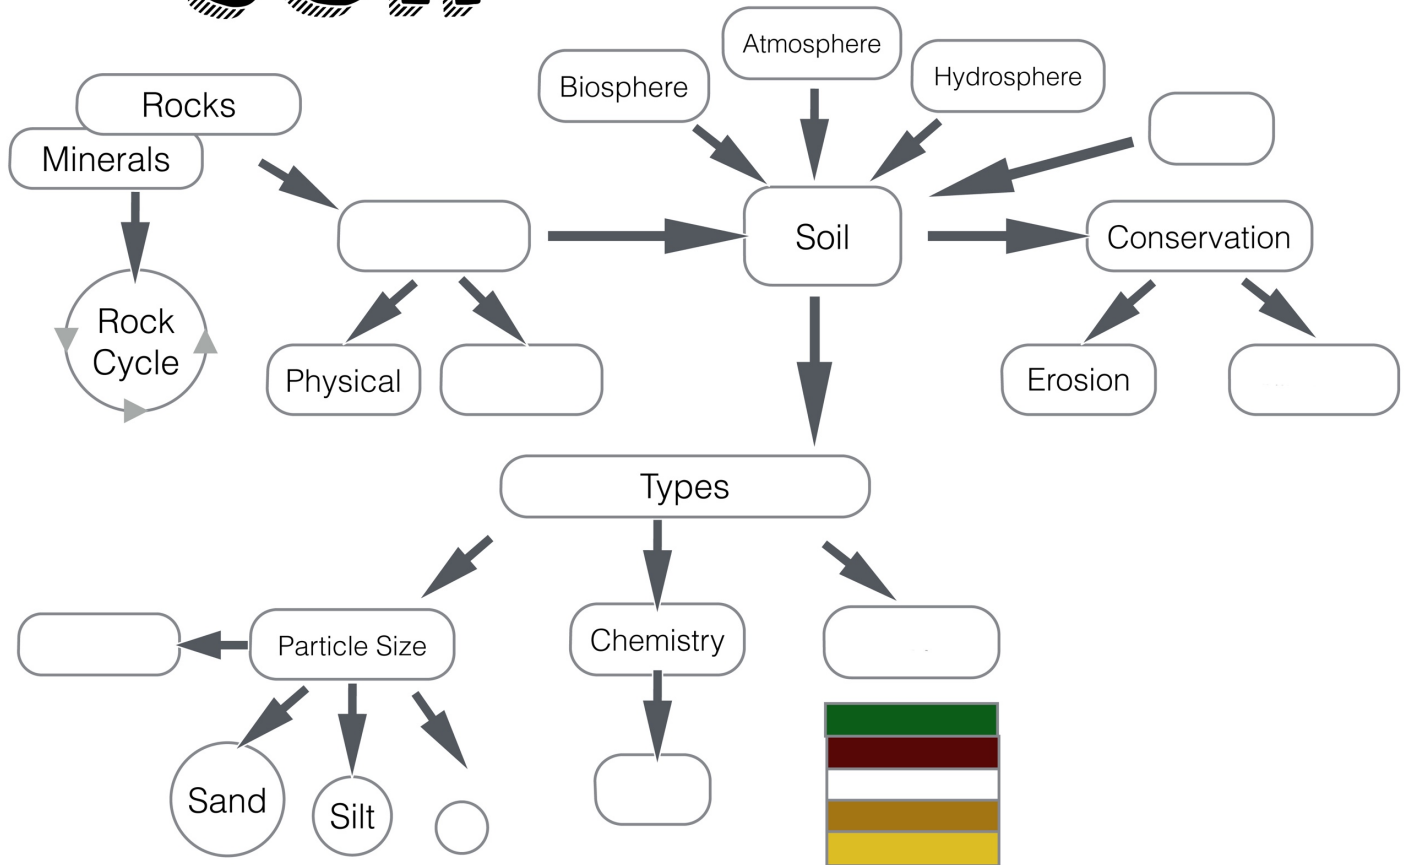 Atmosphere
Biosphere
Hydrosphere
Rocks
Minerals
Soil
Conservation
Rock
Cycle
Physical
Erosion
Types
Particle Size
Chemistry
Sand
Silt